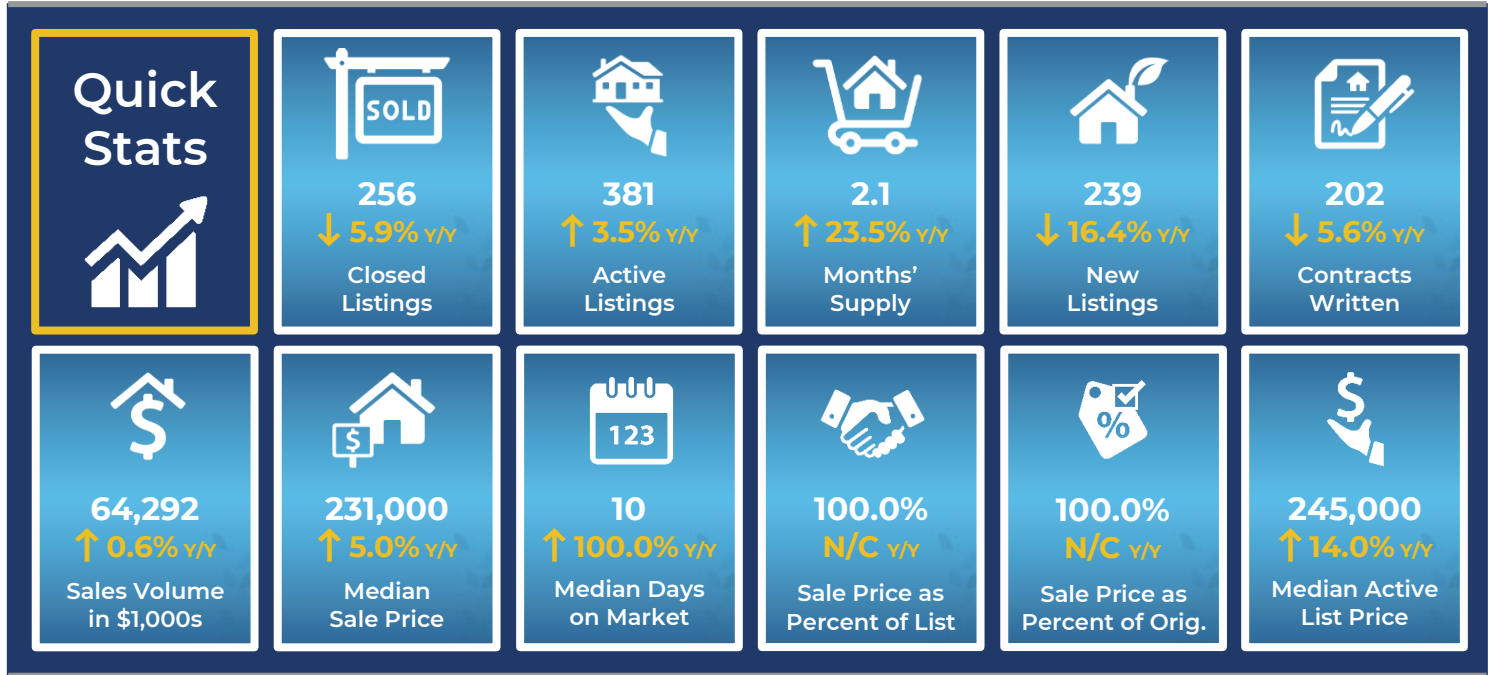 Quick
Stats
SOLD
256
↓ 5.9% Y/Y
Closed
Listings
381
↑ 3.5% Y/Y
Active
Listings
2.1
↑ 23.5% Y/Y
Months’
Supply
239
↓ 16.4% Y/Y
New
Listings
202
↓ 5.6% Y/Y
Contracts
Written
$
64,292
↑ 0.6% Y/Y
Sales Volume
in $1,000s
$
231,000
↑ 5.0% Y/Y
Median
Sale Price
123
10
↑ 100.0% Y/Y
Median Days
on Market
100.0%
N/C Y/Y
Sale Price as
Percent of List
%
100.0%
N/C Y/Y
Sale Price as
Percent of Orig.
$
245,000
↑ 14.0% Y/Y
Median Active
List Price